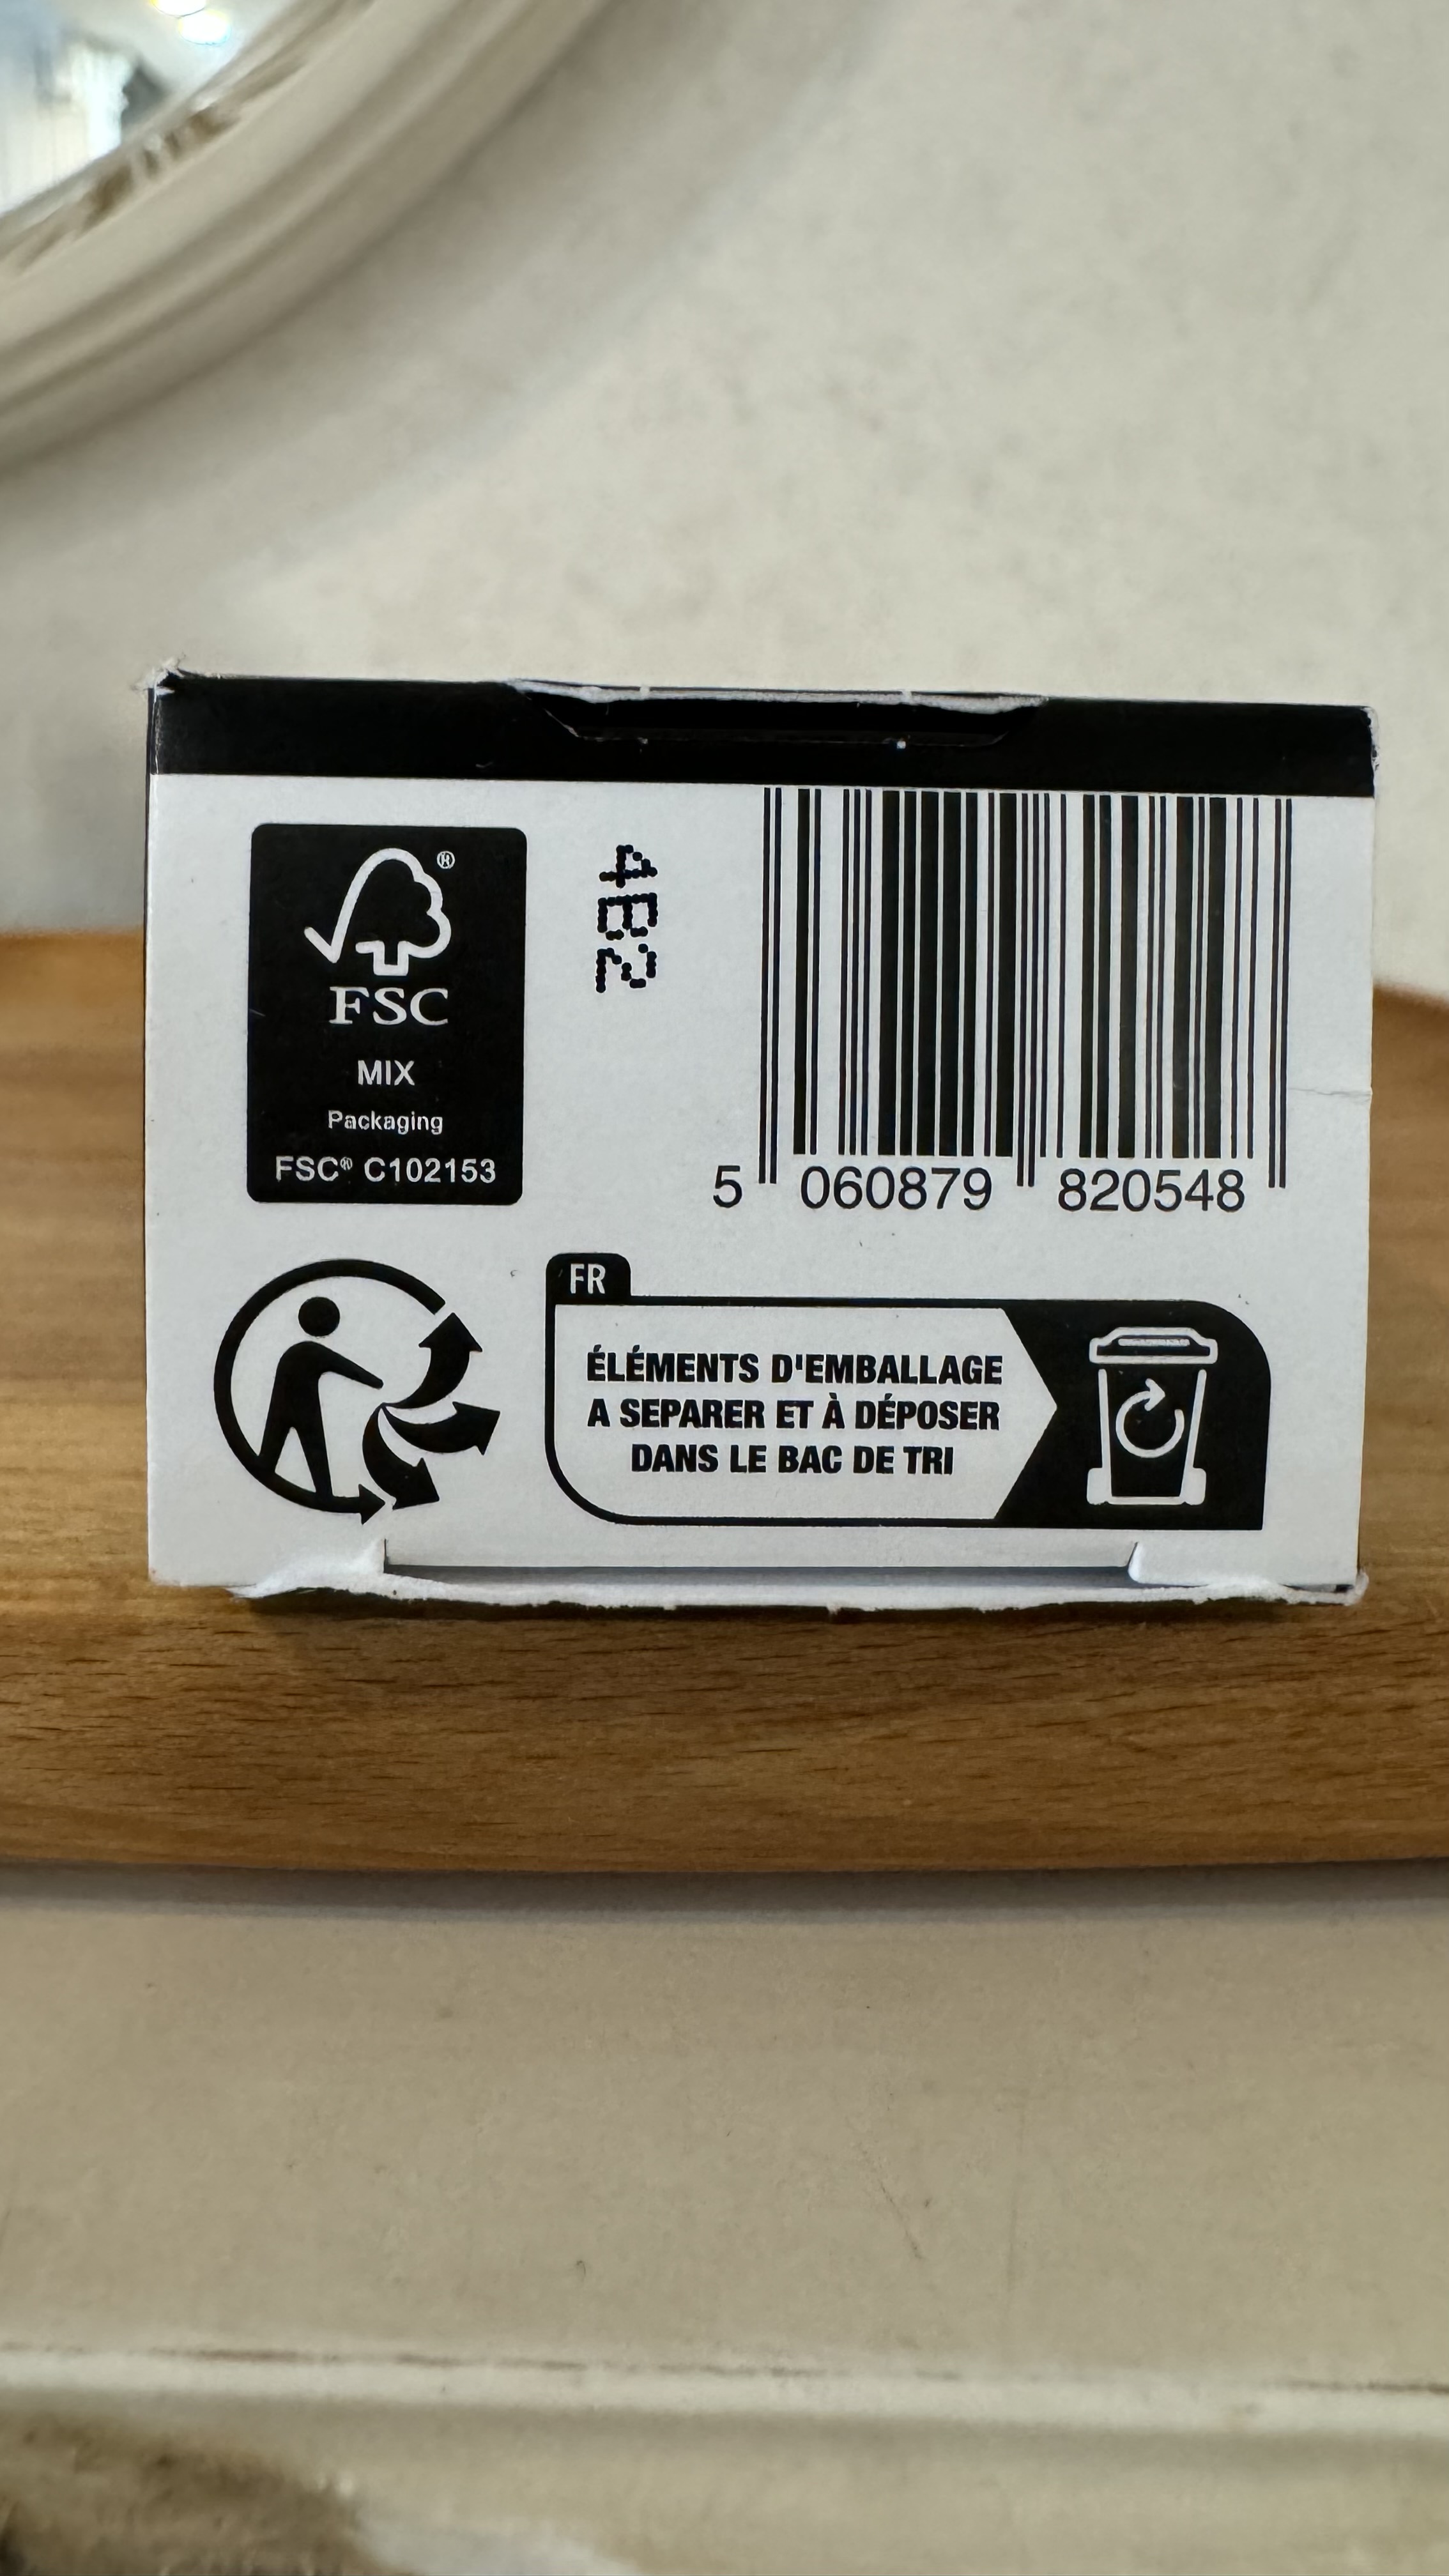 FSC®
MIX
Packaging
FSC® C102153
4B2
5 060879 820548
FR
ÉLÉMENTS D'EMBALLAGE
A SEPARER ET À DÉPOSER
DANS LE BAC DE TRI